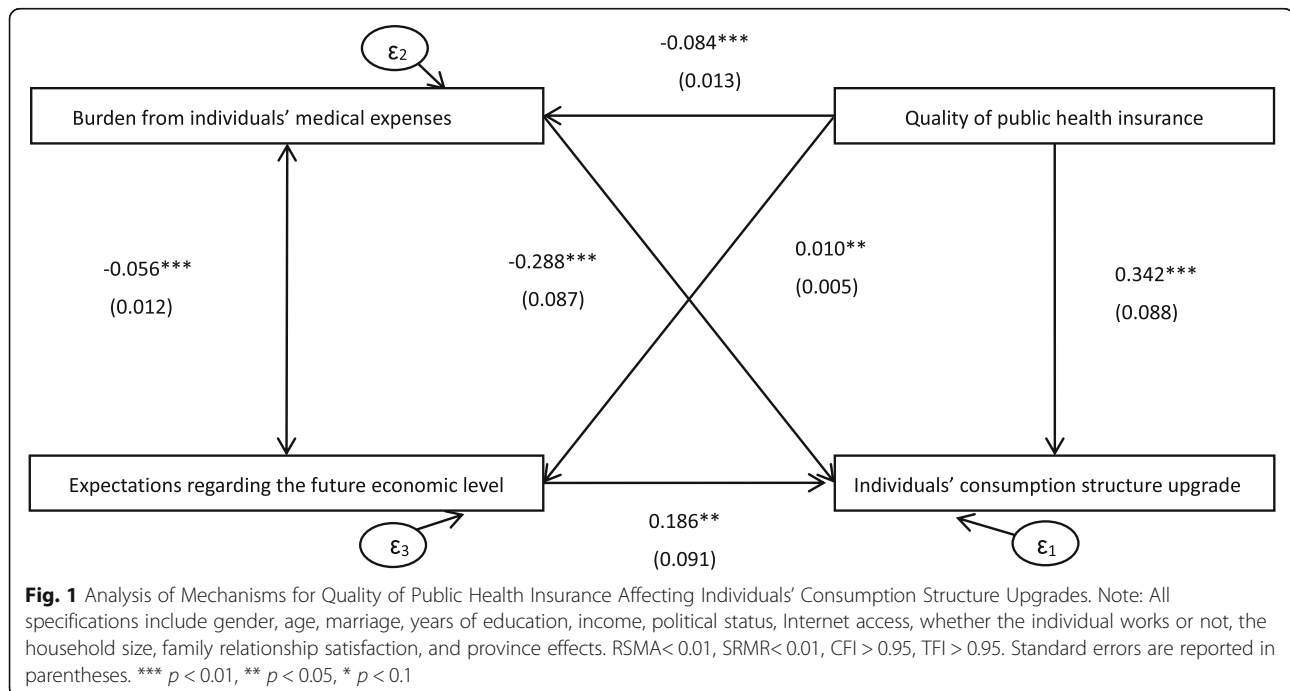 -0.084***
(0.013)
ε2
Burden from individuals’ medical expenses
Quality of public health insurance
-0.056***
(0.012)
-0.288***
(0.087)
0.010**
(0.005)
0.342***
(0.088)
Expectations regarding the future economic level
Individuals’ consumption structure upgrade
0.186**
(0.091)
ε3
ε1
Fig. 1 Analysis of Mechanisms for Quality of Public Health Insurance Affecting Individuals’ Consumption Structure Upgrades. Note: All
specifications include gender, age, marriage, years of education, income, political status, Internet access, whether the individual works or not, the
household size, family relationship satisfaction, and province effects. RSMA< 0.01, SRMR< 0.01, CFI > 0.95, TFI > 0.95. Standard errors are reported in
parentheses. *** p < 0.01, ** p < 0.05, * p < 0.1